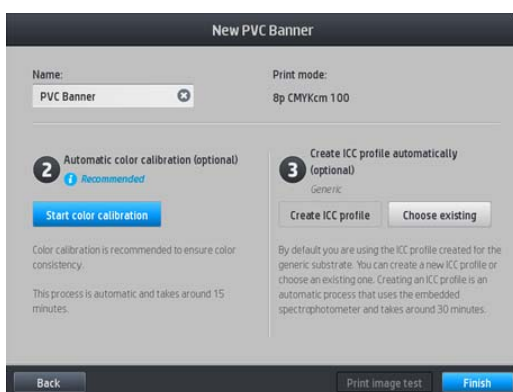 New PVC Banner
Name:
PVC Banner
Print mode:
8p CMYKcm 100
2
Automatic color calibration (optional)
i Recommended
Start color calibration
Color calibration is recommended to ensure color
consistency.
This process is automatic and takes around 15
minutes.
3
Create ICC profile automatically
(optional)
Generic
Create ICC profile
Choose existing
By default you are using the ICC profile created for the
generic substrate. You can create a new ICC profile or
choose an existing one. Creating an ICC profile is an
automatic process that uses the embedded
spectrophotometer and takes around 30 minutes.
Back
Print image test
Finish